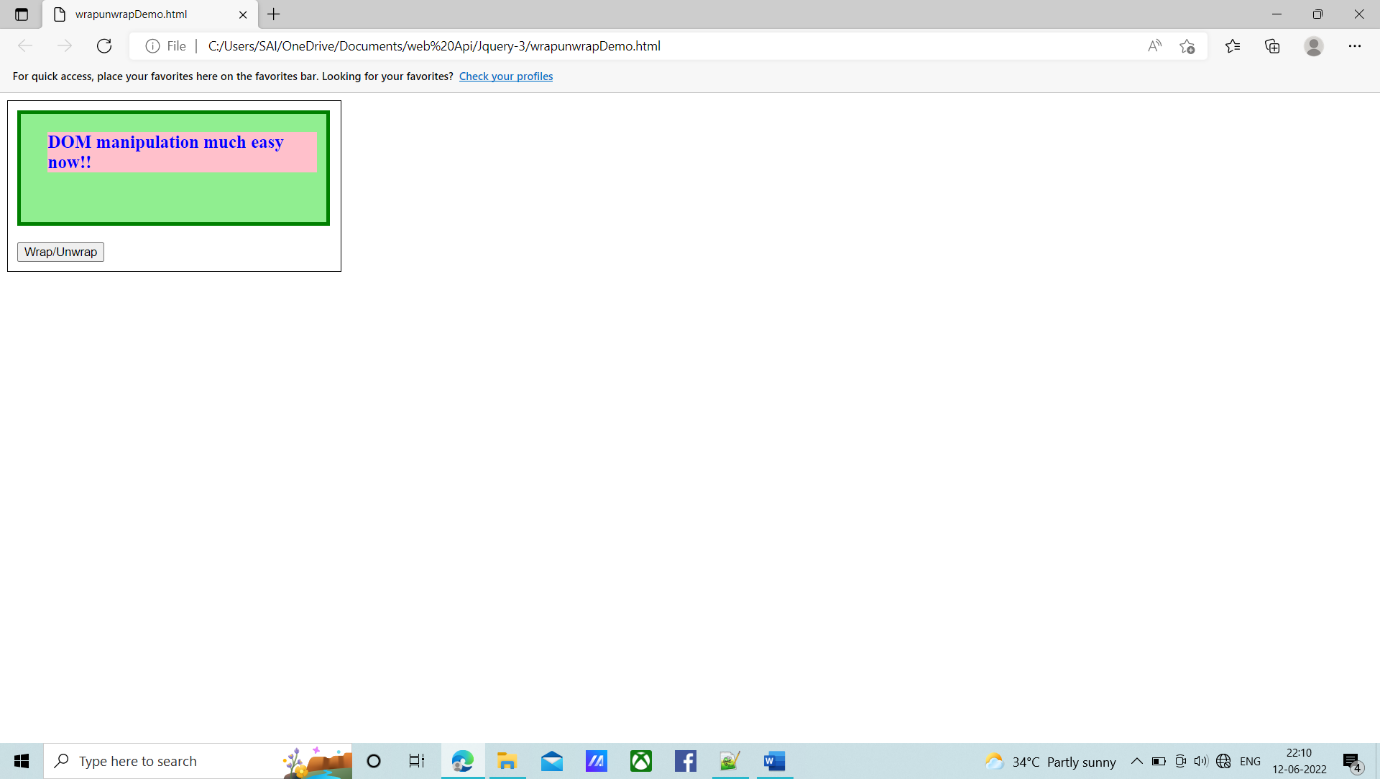 wrapunwrapDemo.html
File | C:/Users/SAI/OneDrive/Documents/web%20Api/Jquery-3/wrapunwrapDemo.html
For quick access, place your favorites here on the favorites bar. Looking for your favorites? Check your profiles
DOM manipulation much easy
now!!
Wrap/Unwrap
Type here to search
34°C Partly sunny
ENG
22:10
12-06-2022
4